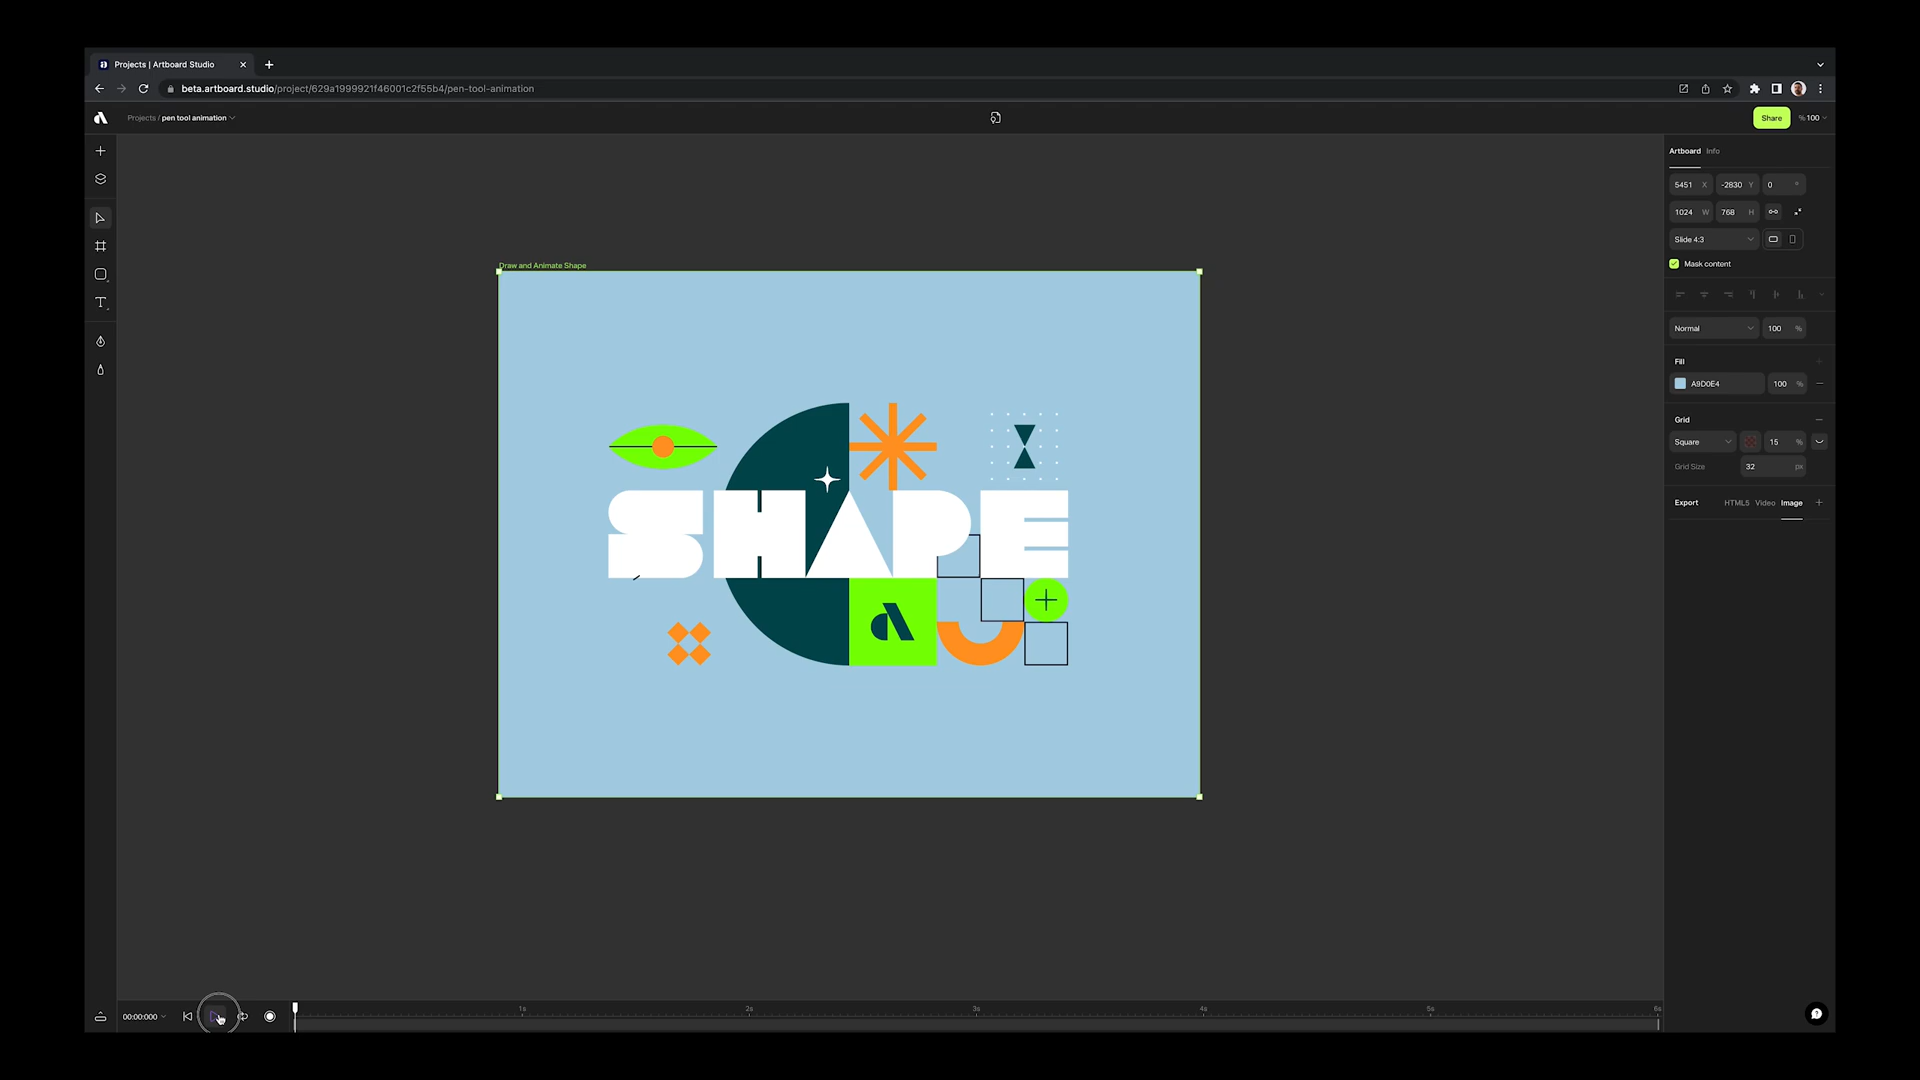 Projects | Artboard Studio
beta.artboard.studio/project/629a1999921f46001c2f55b4/pen-tool-animation
Projects / pen tool animation
Share
% 100
Artboard Info
5451 X -2830 Y 0 °
1024 W 768 H
Slide 4:3
Mask content
Normal 100 %
Fill
A9D0E4 100 %
Grid
Square 15 %
Grid Size 32 px
Export HTML5 Video Image
Draw and Animate Shape
SHAPE
00:00:000
1s 2s 3s 4s 5s 6s